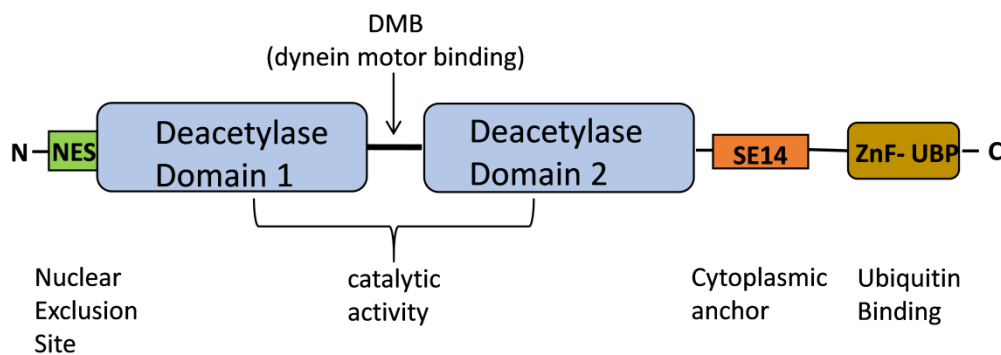 DMB
(dynein motor binding)
N
NES
Deacetylase
Domain 1
Deacetylase
Domain 2
SE14
ZnF- UBP
C
Nuclear
Exclusion
Site
catalytic
activity
Cytoplasmic
anchor
Ubiquitin
Binding